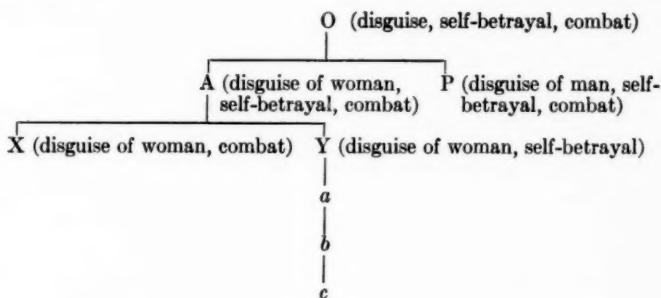 O (disguise, self-betrayal, combat)
A (disguise of woman, self-betrayal, combat)
P (disguise of man, self-betrayal, combat)
X (disguise of woman, combat)
Y (disguise of woman, self-betrayal)
a
b
c